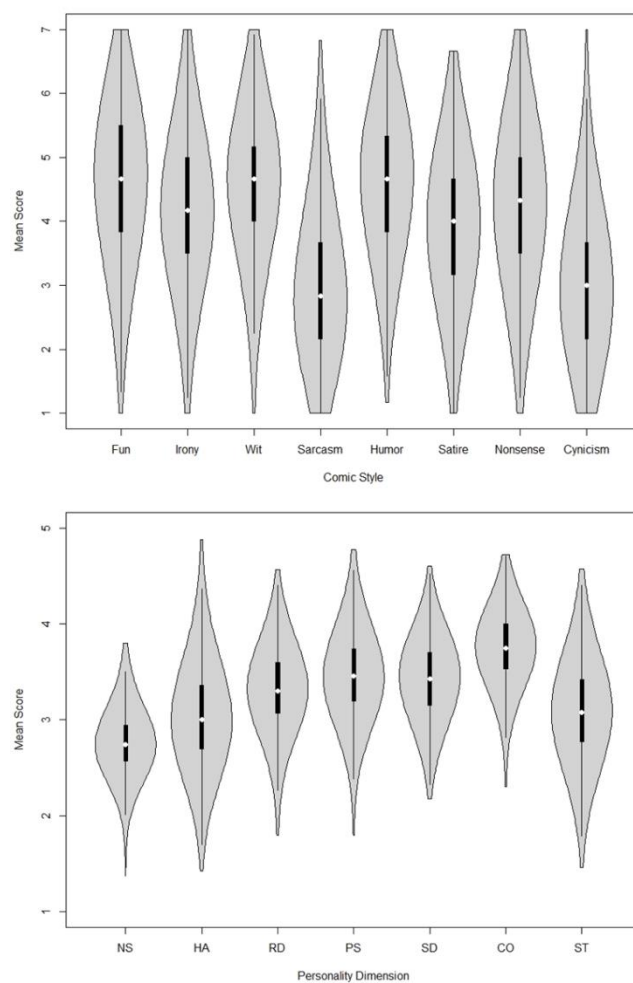 7
6
5
4
3
2
1
Mean Score
Fun Irony Wit Sarcasm Humor Satire Nonsense Cynicism
Comic Style
5
4
3
2
1
Mean Score
NS HA RD PS SD CO ST
Personality Dimension